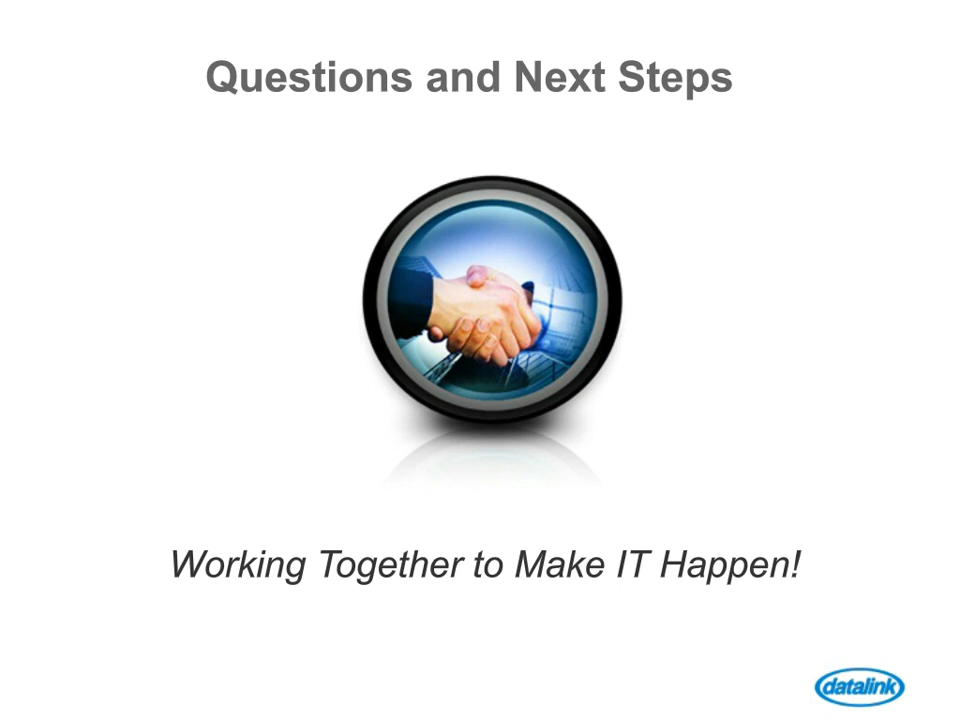 Questions and Next Steps
Working Together to Make IT Happen!
datalink